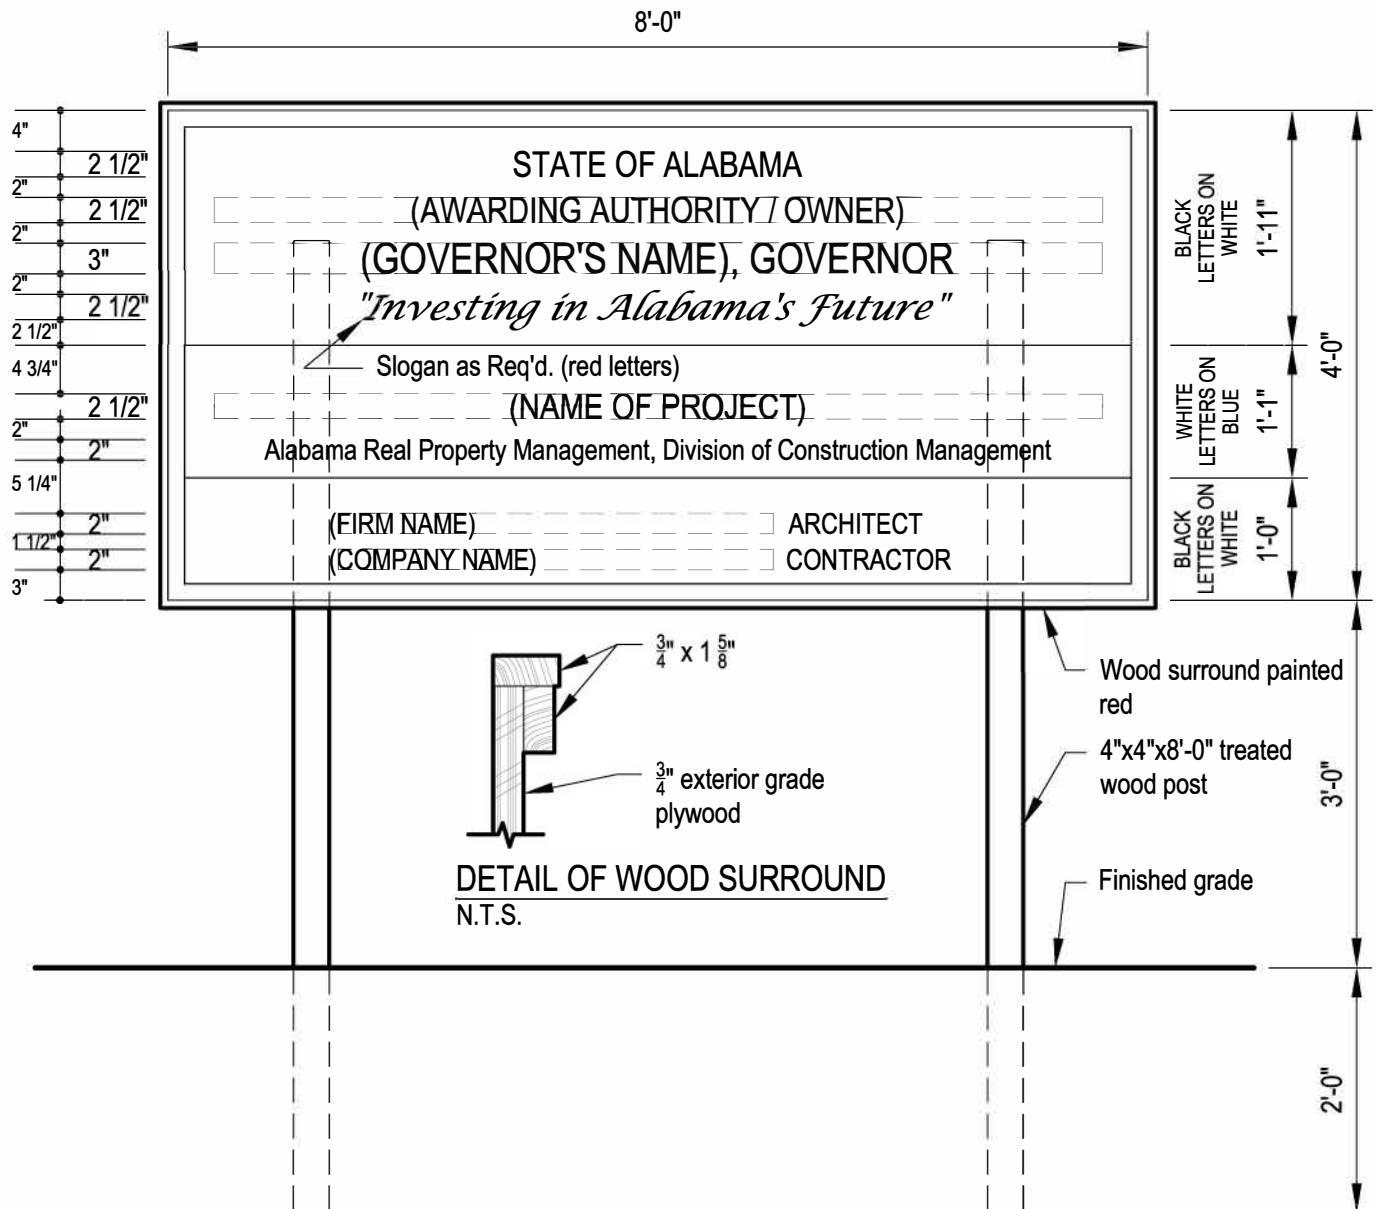 8'-0"
4"
2 1/2"
2"
2 1/2"
2"
3"
2"
2 1/2"
2 1/2"
4 3/4"
2 1/2"
2"
2"
5 1/4"
2"
1 1/2"
2"
3"
STATE OF ALABAMA
(AWARDING AUTHORITY / OWNER)
(GOVERNOR'S NAME), GOVERNOR
"Investing in Alabama's Future"
Slogan as Req'd. (red letters)
(NAME OF PROJECT)
Alabama Real Property Management, Division of Construction Management
(FIRM NAME) ARCHITECT
(COMPANY NAME) CONTRACTOR
BLACK
LETTERS ON
WHITE
1'-11"
WHITE
LETTERS ON
BLUE
1'-1"
BLACK
LETTERS ON
WHITE
1'-0"
4'-0"
3/4" x 1 5/8"
3/4" exterior grade
plywood
DETAIL OF WOOD SURROUND
N.T.S.
Wood surround painted
red
4"x4"x8'-0" treated
wood post
Finished grade
3'-0"
2'-0"